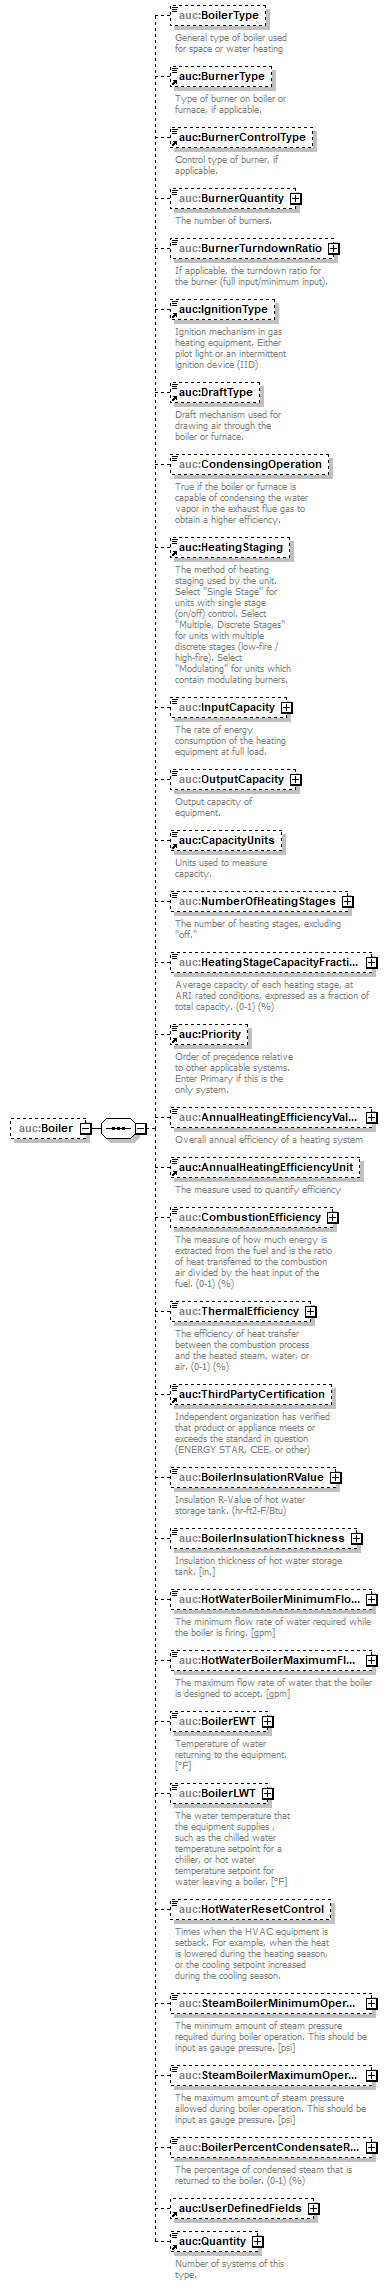 auc:BoilerType
General type of boiler used
for space or water heating
auc:BurnerType
Type of burner on boiler or
furnace, if applicable.
auc:BurnerControlType
Control type of burner, if
applicable.
auc:BurnerQuantity
The number of burners.
auc:BurnerTurndownRatio
If applicable, the turndown ratio for
the burner (full input/minimum input).
auc:IgnitionType
Ignition mechanism in gas
heating equipment. Either
pilot light or an intermittent
ignition device (IID)
auc:DraftType
Draft mechanism used for
drawing air through the
boiler or furnace.
auc:CondensingOperation
True if the boiler or furnace is
capable of condensing the water
vapor in the exhaust flue gas to
obtain a higher efficiency.
auc:HeatingStaging
The method of heating
staging used by the unit.
Select "Single Stage" for
units with single stage
(on/off) control. Select
"Multiple, Discrete Stages"
for units with multiple
discrete stages (low-fire /
high-fire). Select
"Modulating" for units which
contain modulating burners.
auc:InputCapacity
The rate of energy
consumption of the heating
equipment at full load.
auc:OutputCapacity
Output capacity of
equipment.
auc:CapacityUnits
Units used to measure
capacity.
auc:NumberOfHeatingStages
The number of heating stages, excluding
"off."
auc:HeatingStageCapacityFracti...
Average capacity of each heating stage, at
ARI rated conditions, expressed as a fraction of
total capacity. (0-1) (%)
auc:Priority
Order of precedence relative
to other applicable systems.
Enter Primary if this is the
only system.
auc:Boiler
auc:AnnualHeatingEfficiencyVal...
Overall annual efficiency of a heating system
auc:AnnualHeatingEfficiencyUnit
The measure used to quantify efficiency
auc:CombustionEfficiency
The measure of how much energy is
extracted from the fuel and is the ratio
of heat transferred to the combustion
air divided by the heat input of the
fuel. (0-1) (%)
auc:ThermalEfficiency
The efficiency of heat transfer
between the combustion process
and the heated steam, water, or
air. (0-1) (%)
auc:ThirdPartyCertification
Independent organization has verified
that product or appliance meets or
exceeds the standard in question
(ENERGY STAR, CEE, or other)
auc:BoilerInsulationRValue
Insulation R-Value of hot water
storage tank. (hr-ft2-F/Btu)
auc:BoilerInsulationThickness
Insulation thickness of hot water storage
tank. [in.]
auc:HotWaterBoilerMinimumFlo...
The minimum flow rate of water required while
the boiler is firing. [gpm]
auc:HotWaterBoilerMaximumFl...
The maximum flow rate of water that the boiler
is designed to accept. [gpm]
auc:BoilerEWT
Temperature of water
returning to the equipment.
[°F]
auc:BoilerLWT
The water temperature that
the equipment supplies ,
such as the chilled water
temperature setpoint for a
chiller, or hot water
temperature setpoint for
water leaving a boiler. [°F]
auc:HotWaterResetControl
Times when the HVAC equipment is
setback. For example, when the heat
is lowered during the heating season,
or the cooling setpoint increased
during the cooling season.
auc:SteamBoilerMinimumOper...
The minimum amount of steam pressure
required during boiler operation. This should be
input as gauge pressure. [psi]
auc:SteamBoilerMaximumOper...
The maximum amount of steam pressure
allowed during boiler operation. This should be
input as gauge pressure. [psi]
auc:BoilerPercentCondensateR...
The percentage of condensed steam that is
returned to the boiler. (0-1) (%)
auc:UserDefinedFields
auc:Quantity
Number of systems of this
type.